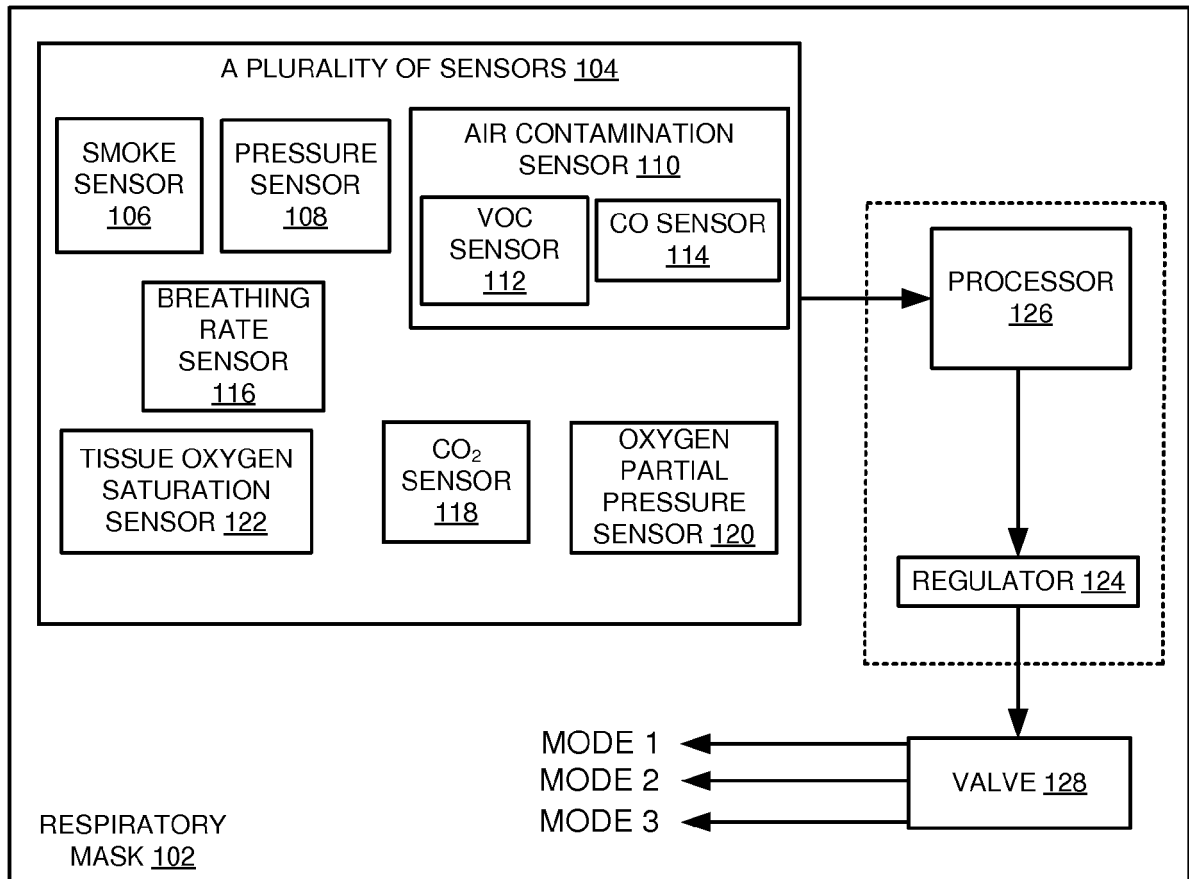 A PLURALITY OF SENSORS 104
SMOKE
SENSOR
106
PRESSURE
SENSOR
108
AIR CONTAMINATION
SENSOR 110
VOC
SENSOR
112
CO SENSOR
114
BREATHING
RATE
SENSOR
116
TISSUE OXYGEN
SATURATION
SENSOR 122
CO₂
SENSOR
118
OXYGEN
PARTIAL
PRESSURE
SENSOR 120
PROCESSOR
126
REGULATOR 124
VALVE 128
MODE 1
MODE 2
MODE 3
RESPIRATORY
MASK 102